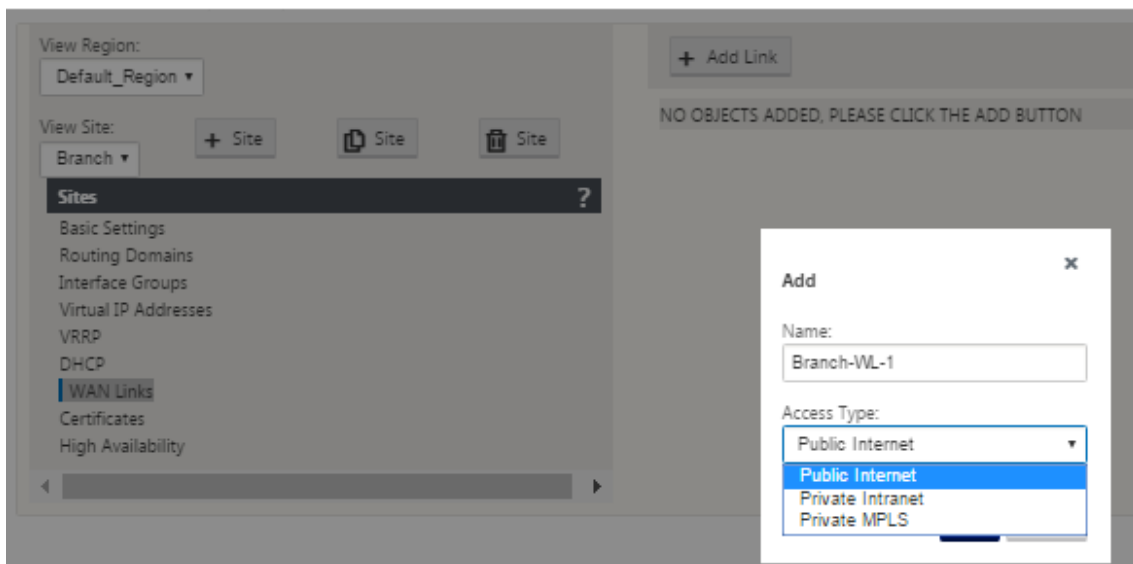 View Region:
Default_Region
View Site:
Branch
+ Site
Site
Site
Sites ?
Basic Settings
Routing Domains
Interface Groups
Virtual IP Addresses
VRRP
DHCP
WAN Links
Certificates
High Availability
+ Add Link
NO OBJECTS ADDED, PLEASE CLICK THE ADD BUTTON
Add
Name:
Branch-WL-1
Access Type:
Public Internet
Public Internet
Private Intranet
Private MPLS